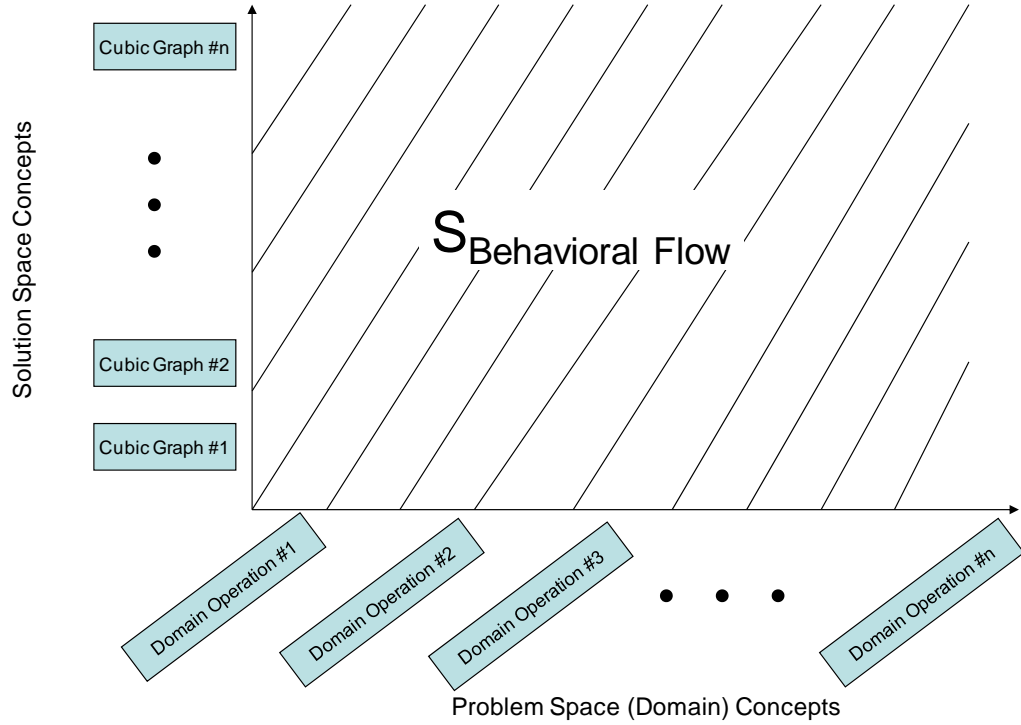 Cubic Graph #n
Solution Space Concepts
S Behavioral Flow
Cubic Graph #2
Cubic Graph #1
Domain Operation #1
Domain Operation #2
Domain Operation #3
Domain Operation #n
Problem Space (Domain) Concepts